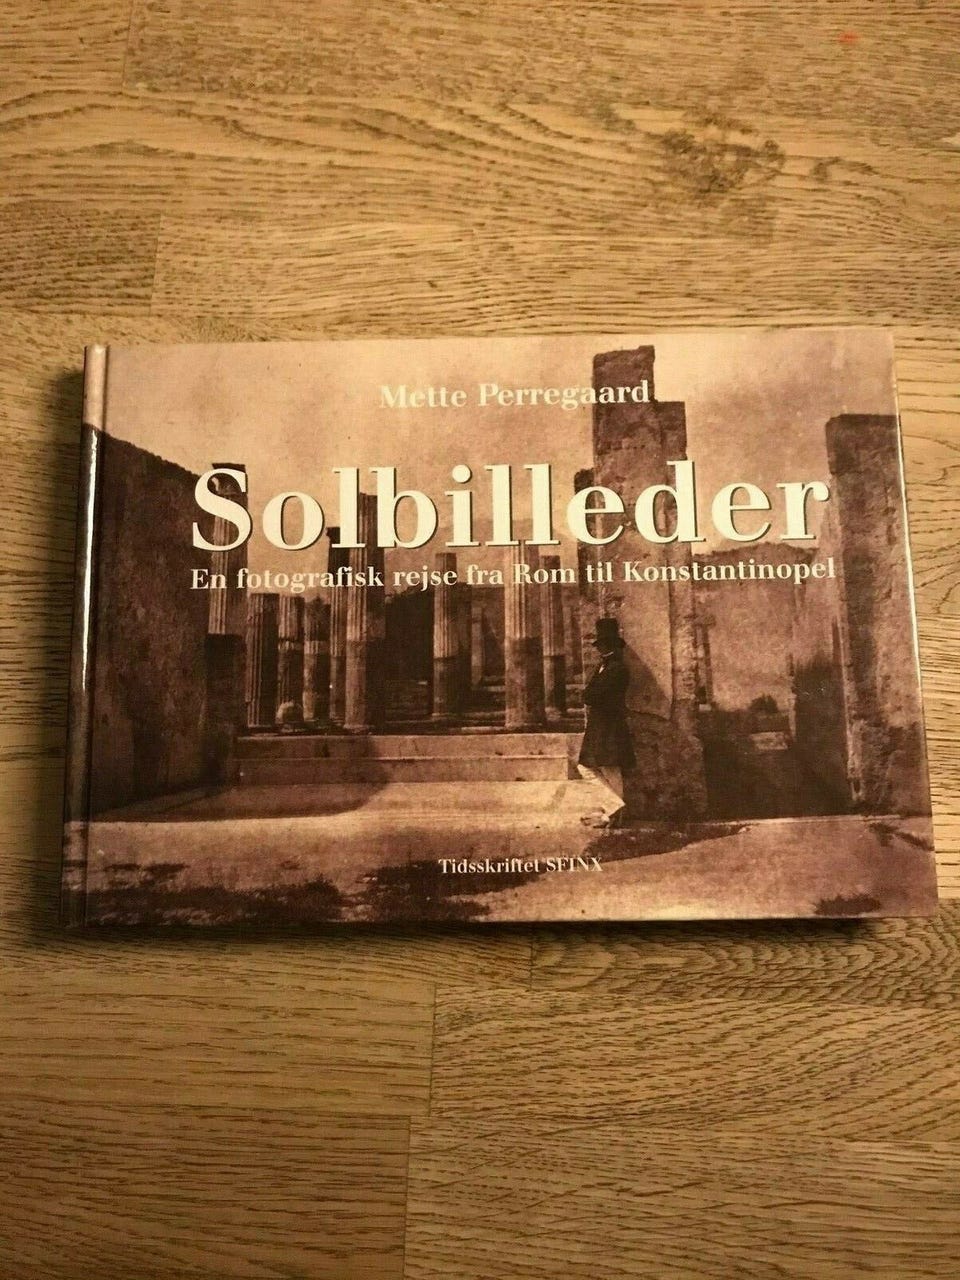 Mette Perregaard
Solbilleder
En fotografisk rejse fra Rom til Konstantinopel
Tidsskriftet SFINX